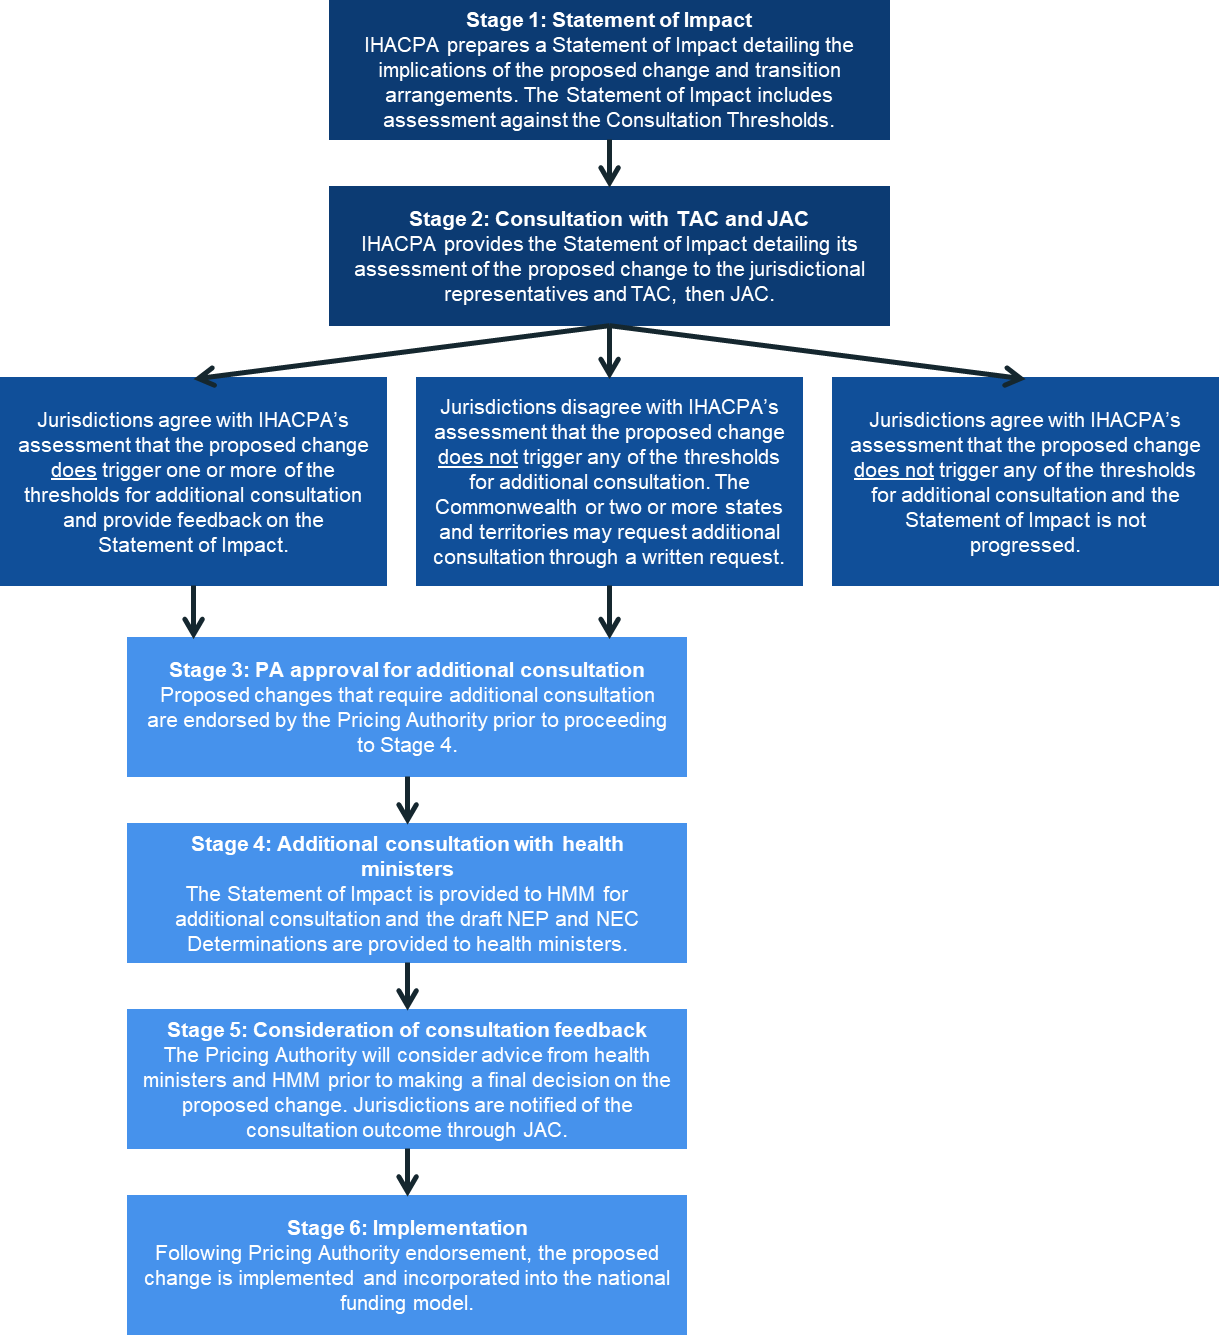 Stage 1: Statement of Impact
IHACPA prepares a Statement of Impact detailing the
implications of the proposed change and transition
arrangements. The Statement of Impact includes
assessment against the Consultation Thresholds.
Stage 2: Consultation with TAC and JAC
IHACPA provides the Statement of Impact detailing its
assessment of the proposed change to the jurisdictional
representatives and TAC, then JAC.
Jurisdictions agree with IHACPA's
assessment that the proposed change
does trigger one or more of the
thresholds for additional consultation
and provide feedback on the
Statement of Impact.
Jurisdictions disagree with IHACPA's
assessment that the proposed change
does not trigger any of the thresholds
for additional consultation. The
Commonwealth or two or more states
and territories may request additional
consultation through a written request.
Jurisdictions agree with IHACPA's
assessment that the proposed change
does not trigger any of the thresholds
for additional consultation and the
Statement of Impact is not
progressed.
Stage 3: PA approval for additional consultation
Proposed changes that require additional consultation
are endorsed by the Pricing Authority prior to proceeding
to Stage 4.
Stage 4: Additional consultation with health
ministers
The Statement of Impact is provided to HMM for
additional consultation and the draft NEP and NEC
Determinations are provided to health ministers.
Stage 5: Consideration of consultation feedback
The Pricing Authority will consider advice from health
ministers and HMM prior to making a final decision on the
proposed change. Jurisdictions are notified of the
consultation outcome through JAC.
Stage 6: Implementation
Following Pricing Authority endorsement, the proposed
change is implemented and incorporated into the national
funding model.